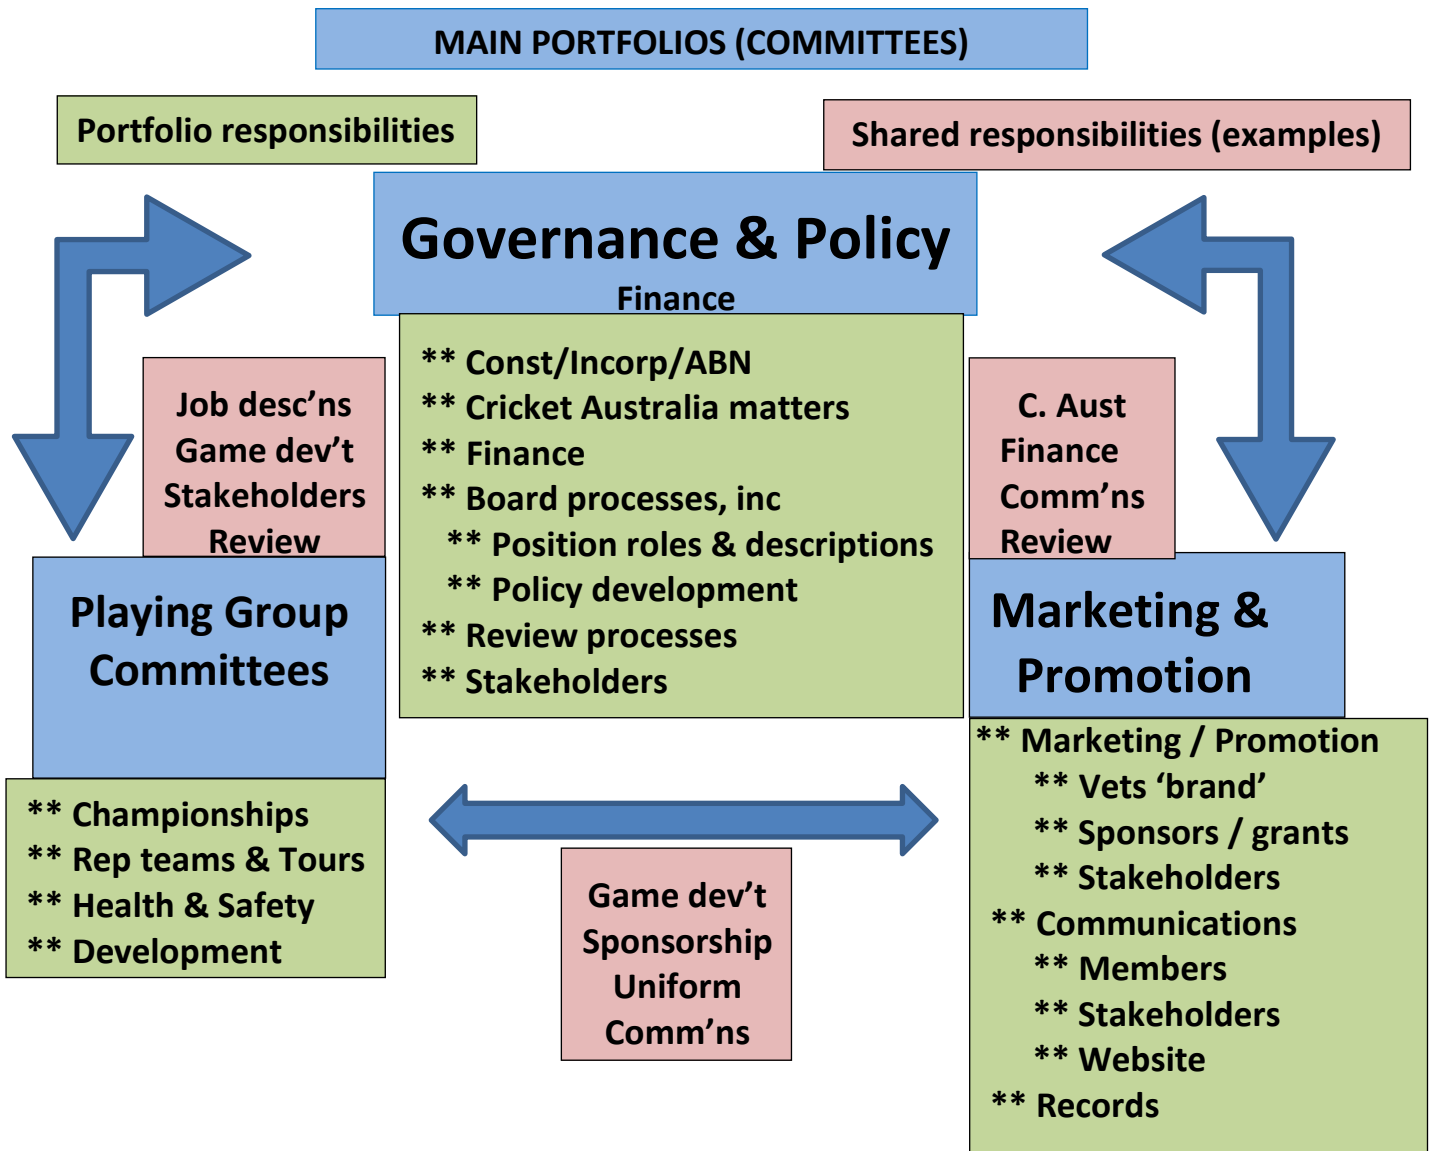 MAIN PORTFOLIOS (COMMITTEES)
Portfolio responsibilities
Shared responsibilities (examples)
Governance & Policy
Finance
** Const/Incorp/ABN
** Cricket Australia matters
** Finance
** Board processes, inc
** Position roles & descriptions
** Policy development
** Review processes
** Stakeholders
Job desc’ns
Game dev’t
Stakeholders
Review
C. Aust
Finance
Comm’ns
Review
Playing Group
Committees
** Championships
** Rep teams & Tours
** Health & Safety
** Development
Marketing &
Promotion
** Marketing / Promotion
** Vets ‘brand’
** Sponsors / grants
** Stakeholders
** Communications
** Members
** Stakeholders
** Website
** Records
Game dev’t
Sponsorship
Uniform
Comm’ns